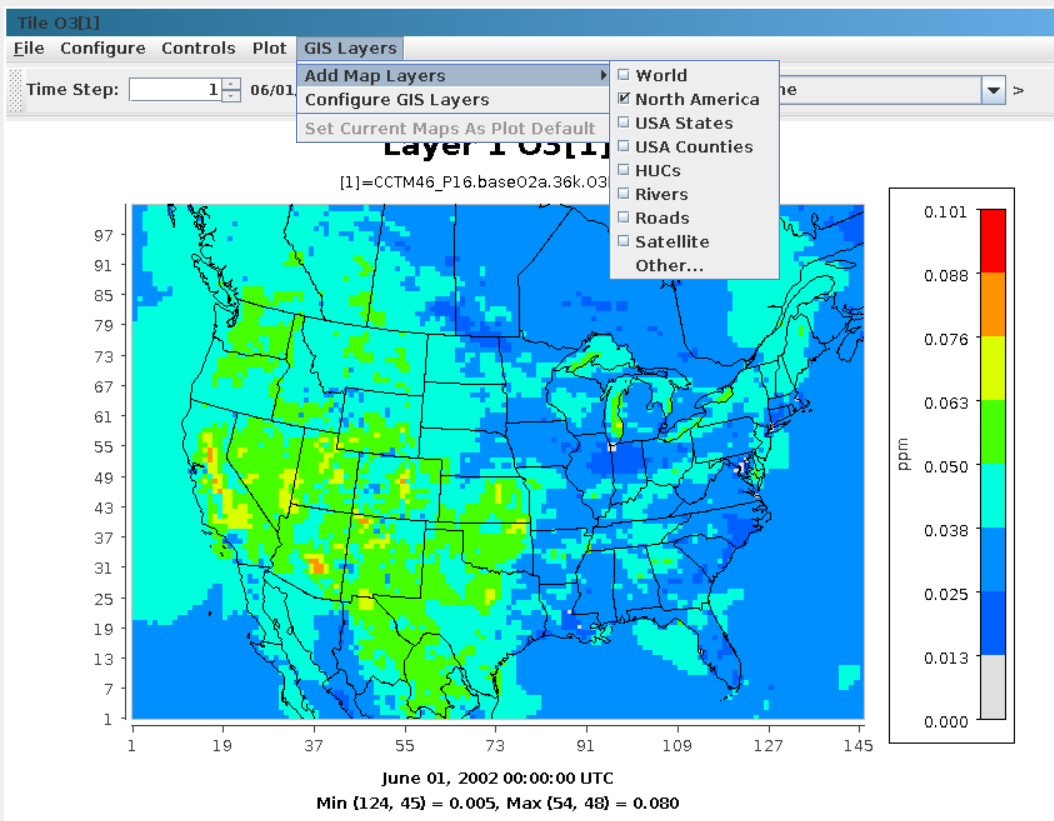 Tile O3[1]
File Configure Controls Plot GIS Layers
Add Map Layers
Configure GIS Layers
Set Current Maps As Plot Default
World
North America
USA States
USA Counties
HUCs
Rivers
Roads
Satellite
Other...
Time Step: 1 06/01 >
Layer 1 O3[1]
[1]=CCTM46_P16.baseO2a.36k.O3
97
91
85
79
73
67
61
55
49
43
37
31
25
19
13
7
1
1 19 37 55 73 91 109 127 145
0.101
0.088
0.076
0.063
0.050
0.038
0.025
0.013
0.000
ppm
June 01, 2002 00:00:00 UTC
Min (124, 45) = 0.005, Max (54, 48) = 0.080